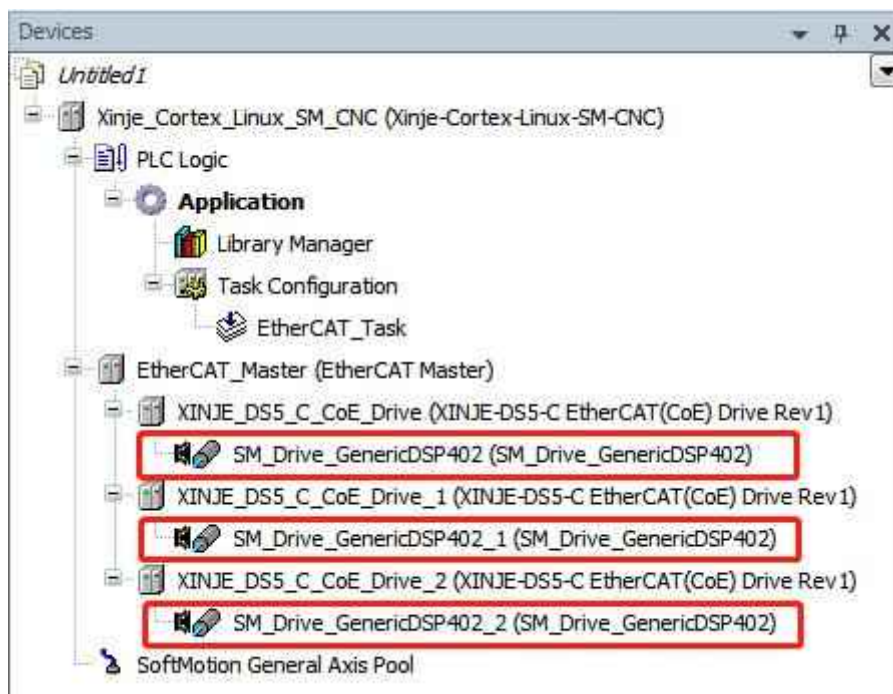 Devices
Untitled1
Xinje_Cortex_Linux_SM_CNC (Xinje-Cortex-Linux-SM-CNC)
PLC Logic
Application
Library Manager
Task Configuration
EtherCAT_Task
EtherCAT_Master (EtherCAT Master)
XINJE_DS5_C_CoE_Drive (XINJE-DS5-C EtherCAT(CoE) Drive Rev1)
SM_Drive_GenericDSP402 (SM_Drive_GenericDSP402)
XINJE_DS5_C_CoE_Drive_1 (XINJE-DS5-C EtherCAT(CoE) Drive Rev1)
SM_Drive_GenericDSP402_1 (SM_Drive_GenericDSP402)
XINJE_DS5_C_CoE_Drive_2 (XINJE-DS5-C EtherCAT(CoE) Drive Rev1)
SM_Drive_GenericDSP402_2 (SM_Drive_GenericDSP402)
SoftMotion General Axis Pool